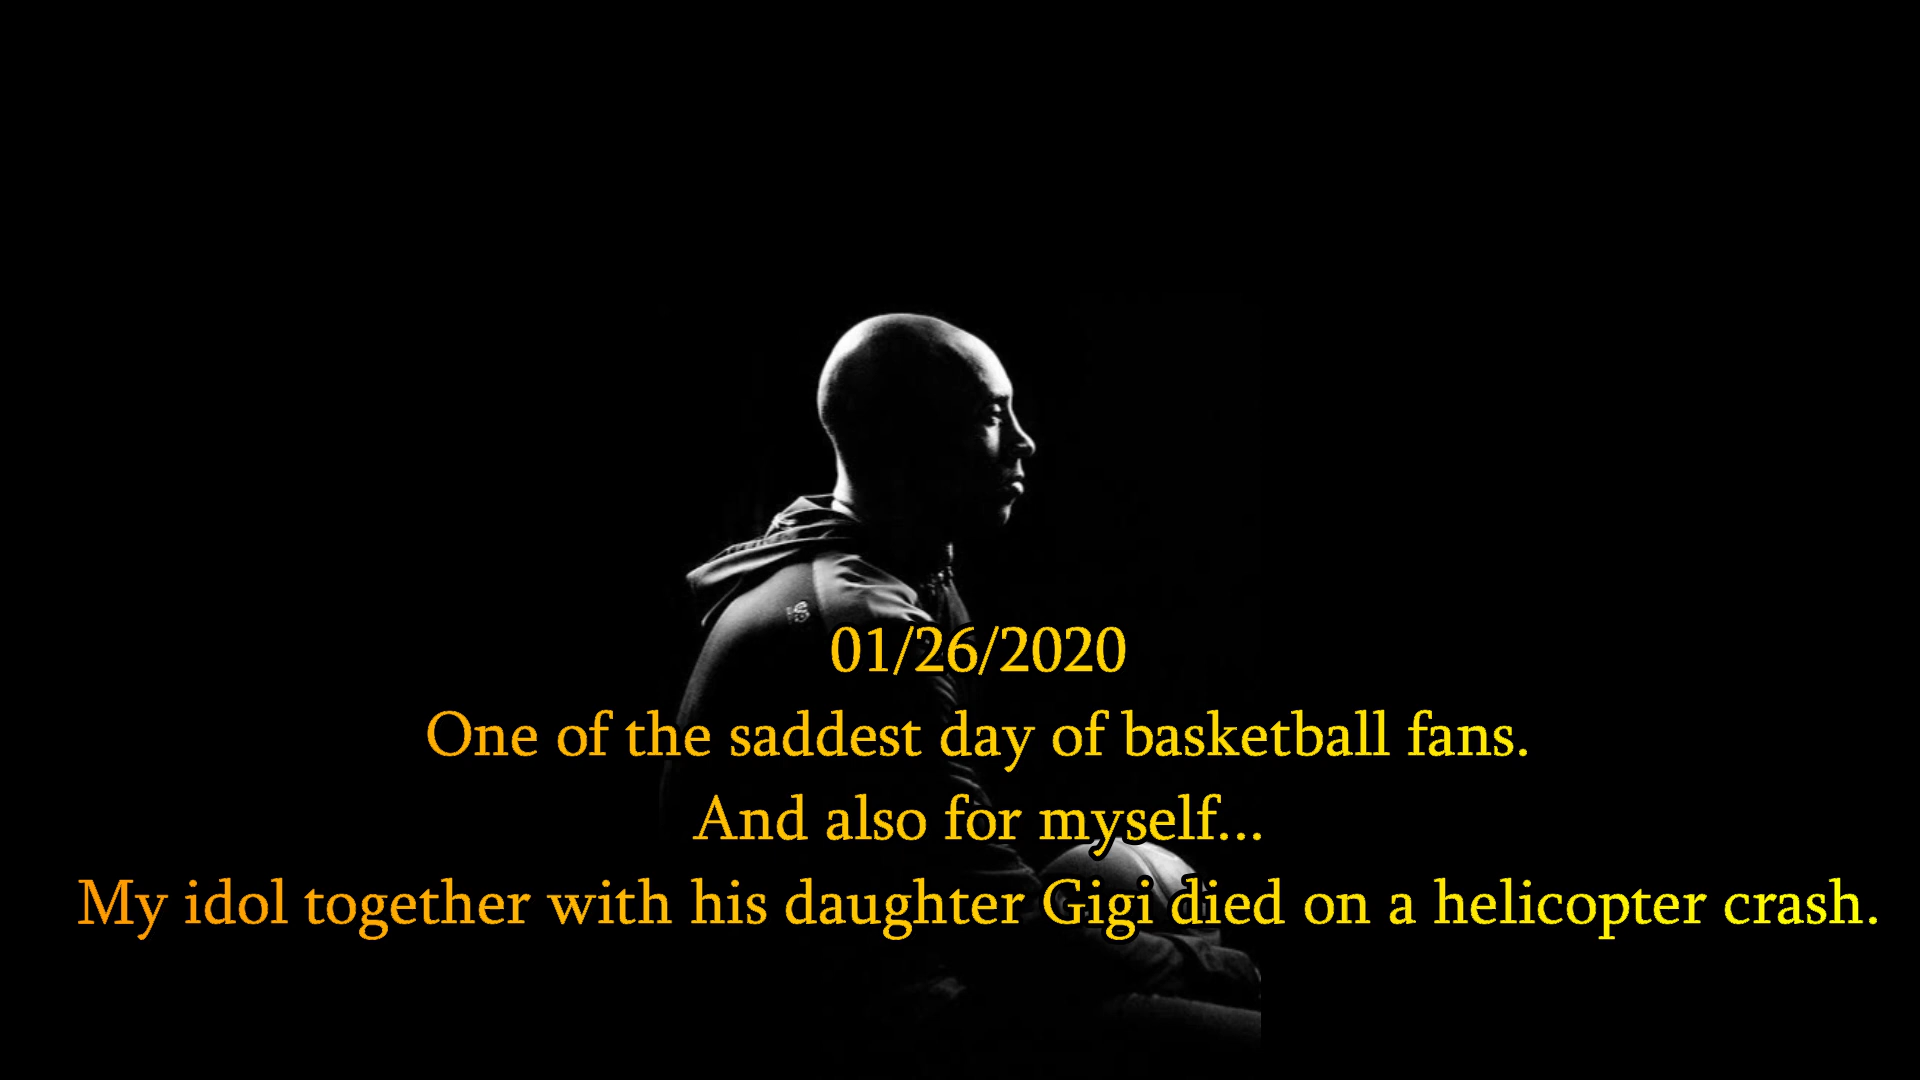 01/26/2020
One of the saddest day of basketball fans.
And also for myself...
My idol together with his daughter Gigi died on a helicopter crash.